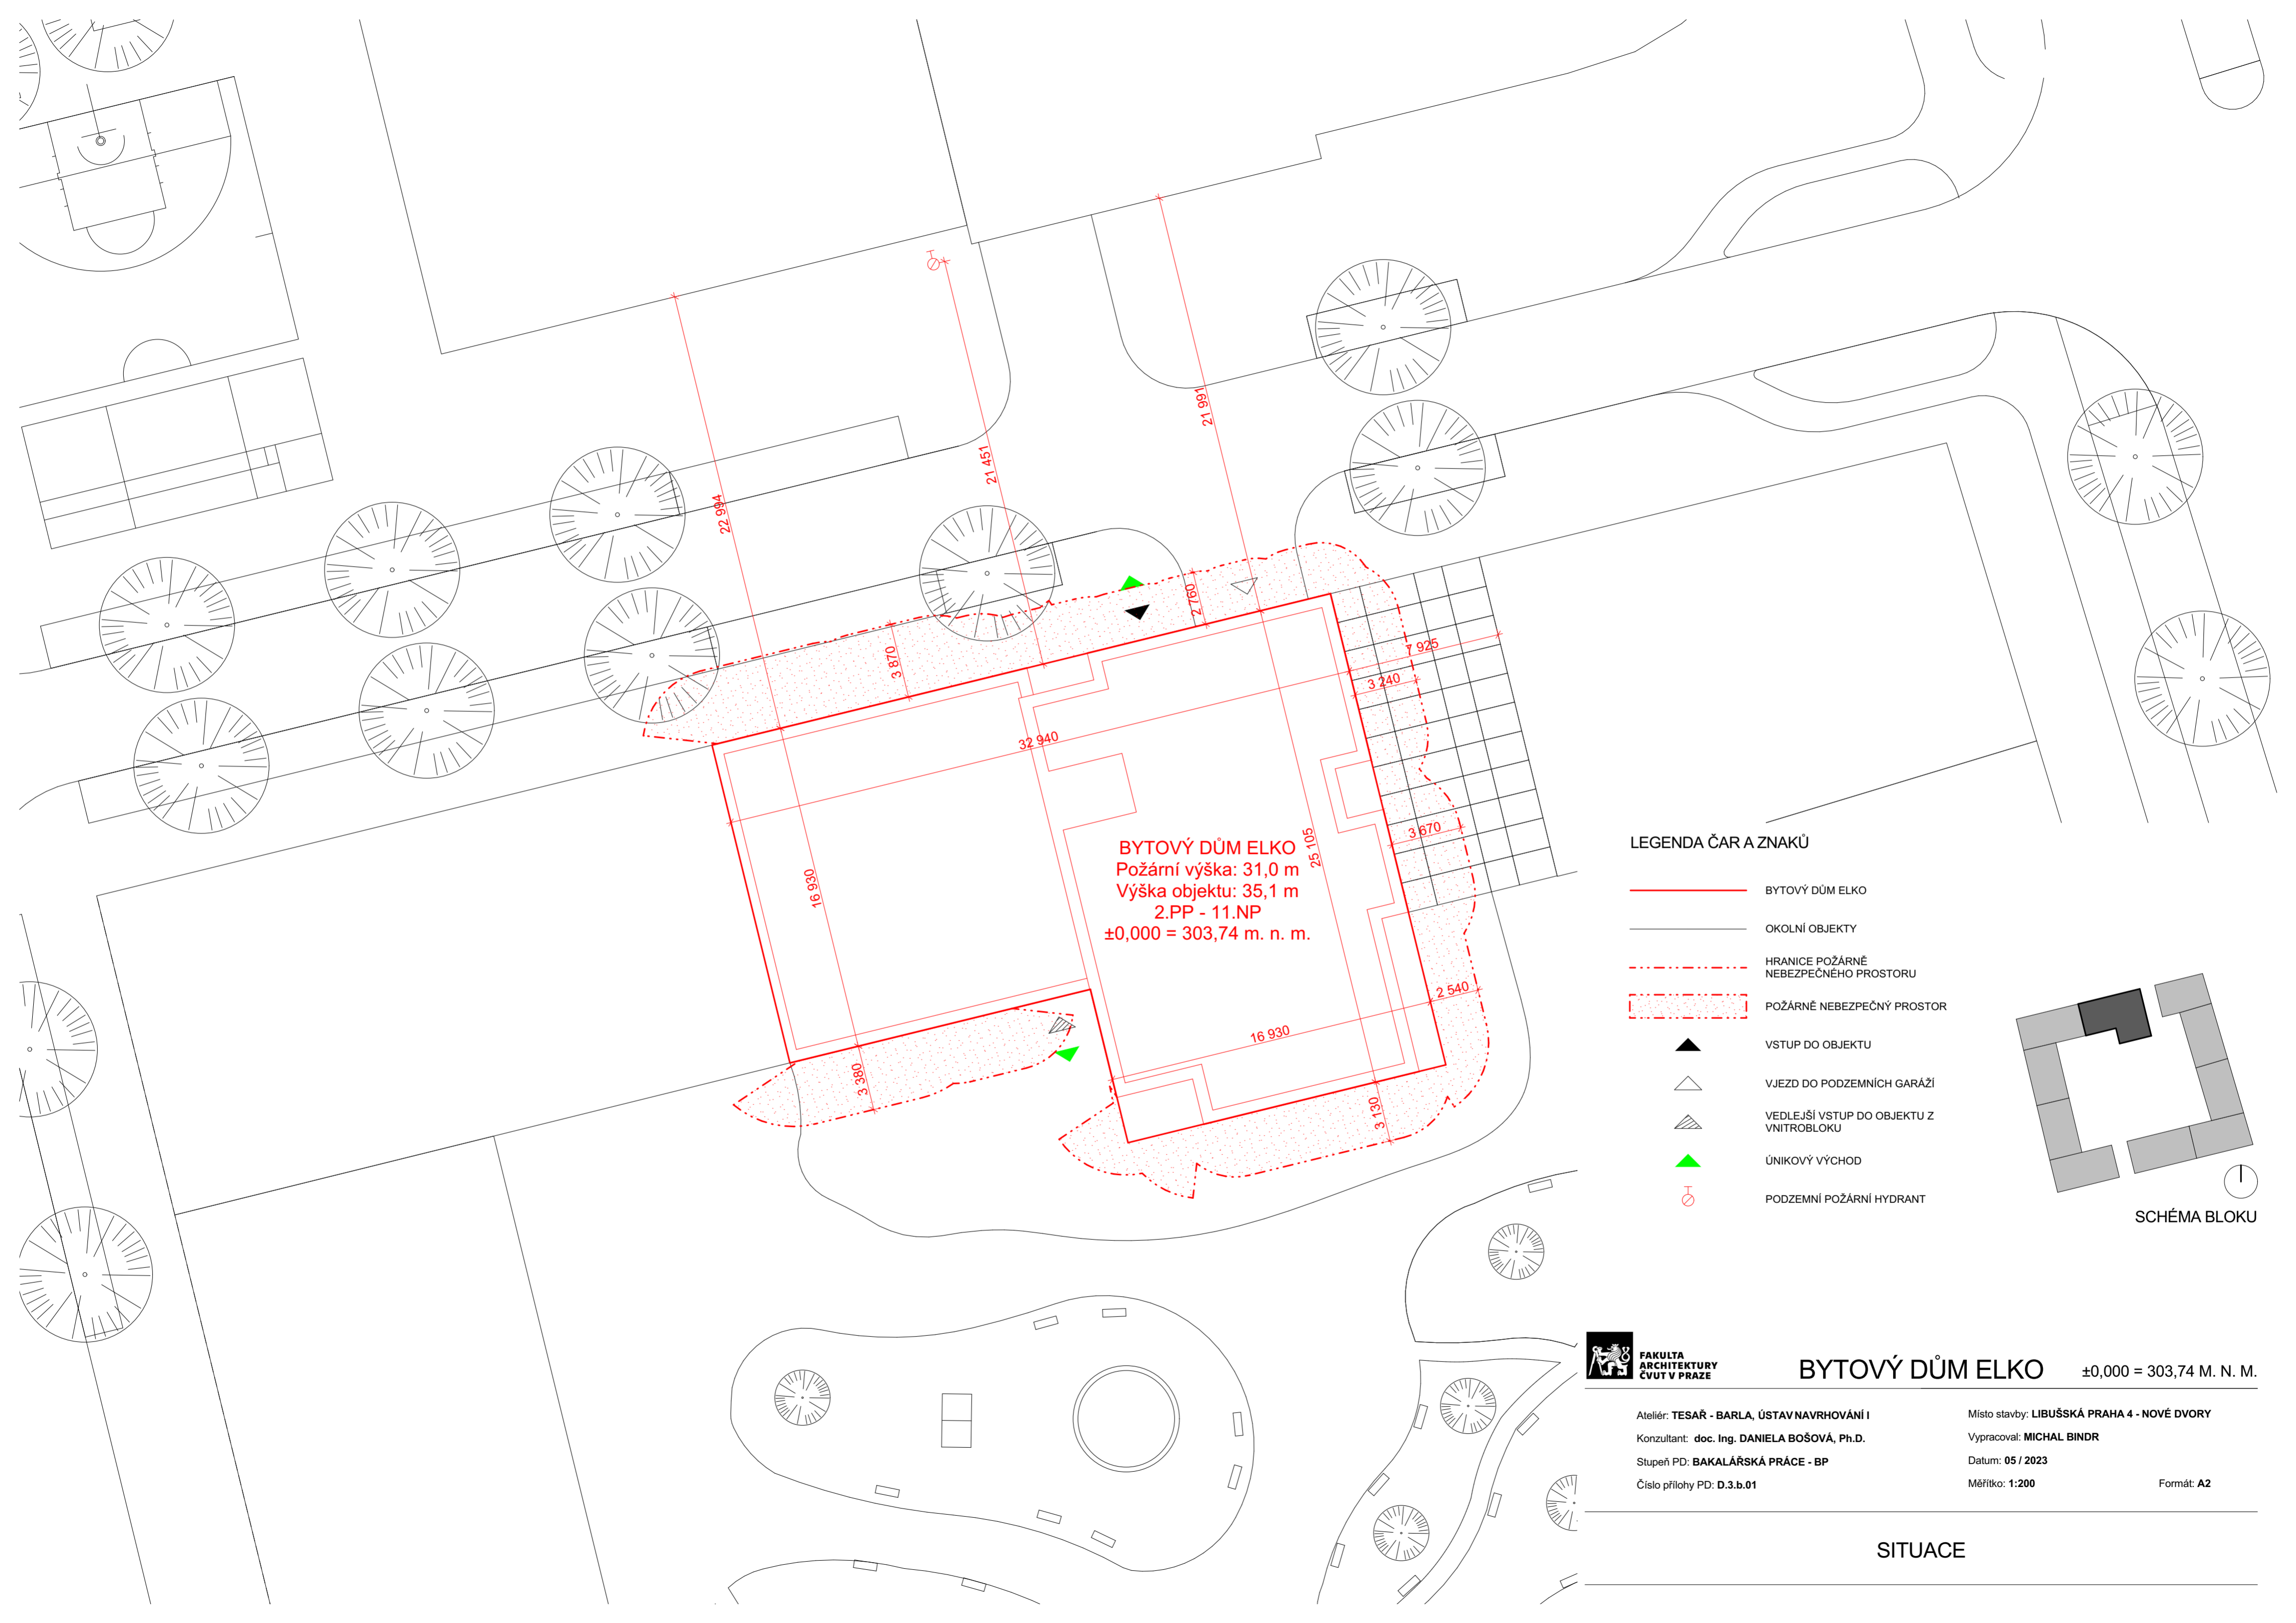 22 994
21 451
21 991
2 760
3 870
7 925
3 240
32 940
3 670
25 105
16 930
BYTOVÝ DŮM ELKO
Požární výška: 31,0 m
Výška objektu: 35,1 m
2.PP - 11.NP
±0,000 = 303,74 m. n. m.
2 540
16 930
3 380
3 130
LEGENDA ČAR A ZNAKŮ
BYTOVÝ DŮM ELKO
OKOLNÍ OBJEKTY
HRANICE POŽÁRNĚ
NEBEZPEČNÉHO PROSTORU
POŽÁRNĚ NEBEZPEČNÝ PROSTOR
VSTUP DO OBJEKTU
VJEZD DO PODZEMNÍCH GARÁŽÍ
VEDLEJŠÍ VSTUP DO OBJEKTU Z
VNITROBLOKU
ÚNIKOVÝ VÝCHOD
PODZEMNÍ POŽÁRNÍ HYDRANT
SCHÉMA BLOKU
FAKULTA
ARCHITEKTURY
ČVUT V PRAZE
BYTOVÝ DŮM ELKO
±0,000 = 303,74 M. N. M.
Ateliér: TESAŘ - BARLA, ÚSTAV NAVRHOVÁNÍ I
Konzultant: doc. Ing. DANIELA BOŠOVÁ, Ph.D.
Stupeň PD: BAKALÁŘSKÁ PRÁCE - BP
Číslo přílohy PD: D.3.b.01
Místo stavby: LIBUŠSKÁ PRAHA 4 - NOVÉ DVORY
Vypracoval: MICHAL BINDR
Datum: 05 / 2023
Měřítko: 1:200 Formát: A2
SITUACE